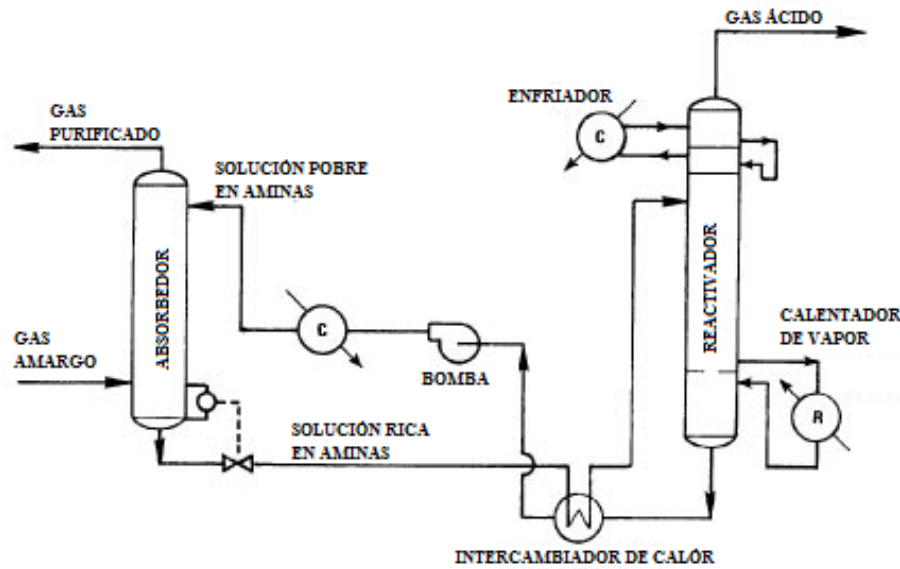 GAS ÁCIDO
ENFRIADOR
C
GAS
PURIFICADO
SOLUCIÓN POBRE
EN AMINAS
ABSORBEDOR
REACTIVADOR
CALENTADOR
DE VAPOR
GAS
AMARGO
C
BOMBA
R
SOLUCIÓN RICA
EN AMINAS
INTERCAMBIADOR DE CALÓR